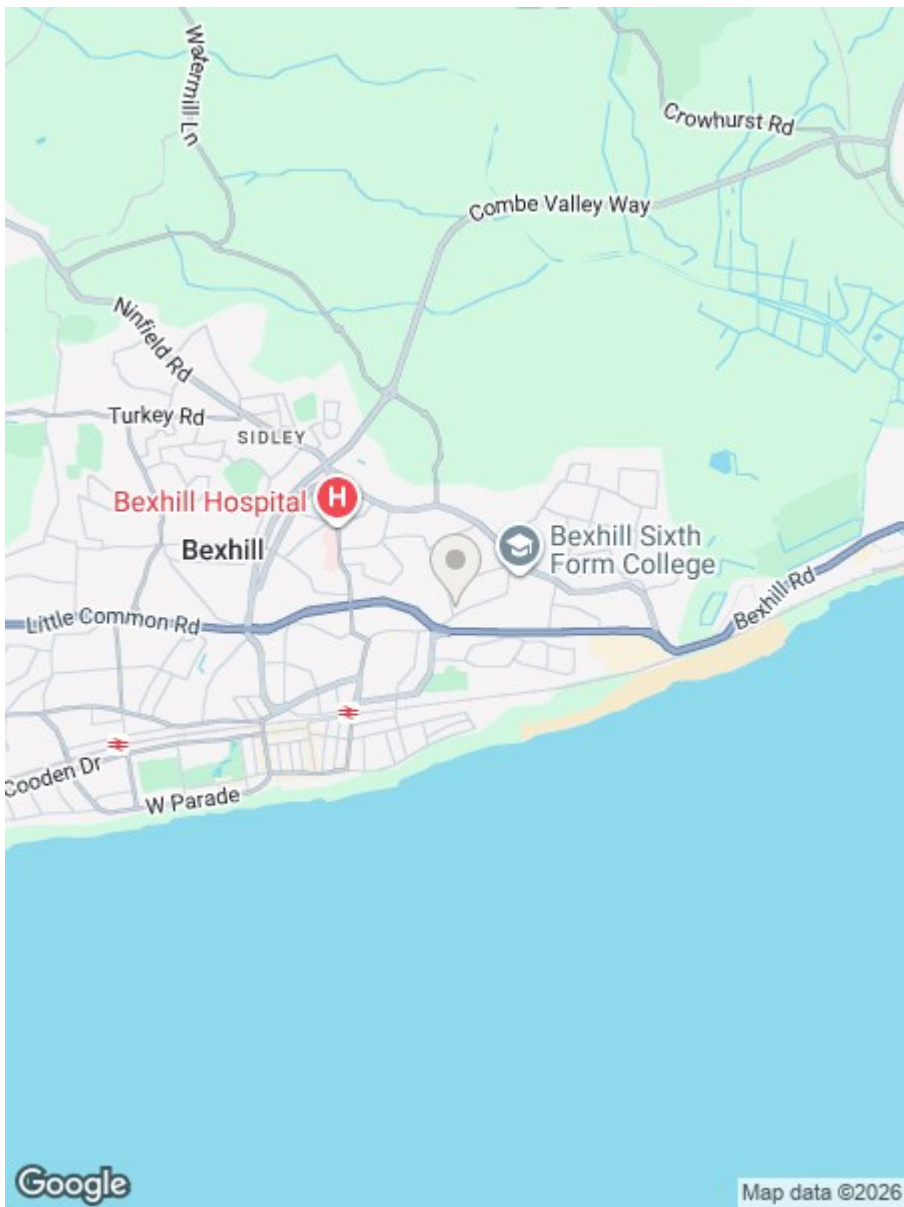 Watermill Ln
Crowhurst Rd
Combe Valley Way
Ninfield Rd
Turkey Rd
SIDLEY
Bexhill Hospital
H
Bexhill
Bexhill Sixth
Form College
Bexhill Rd
Little Common Rd
Cooden Dr
W Parade
Google
Map data ©2026